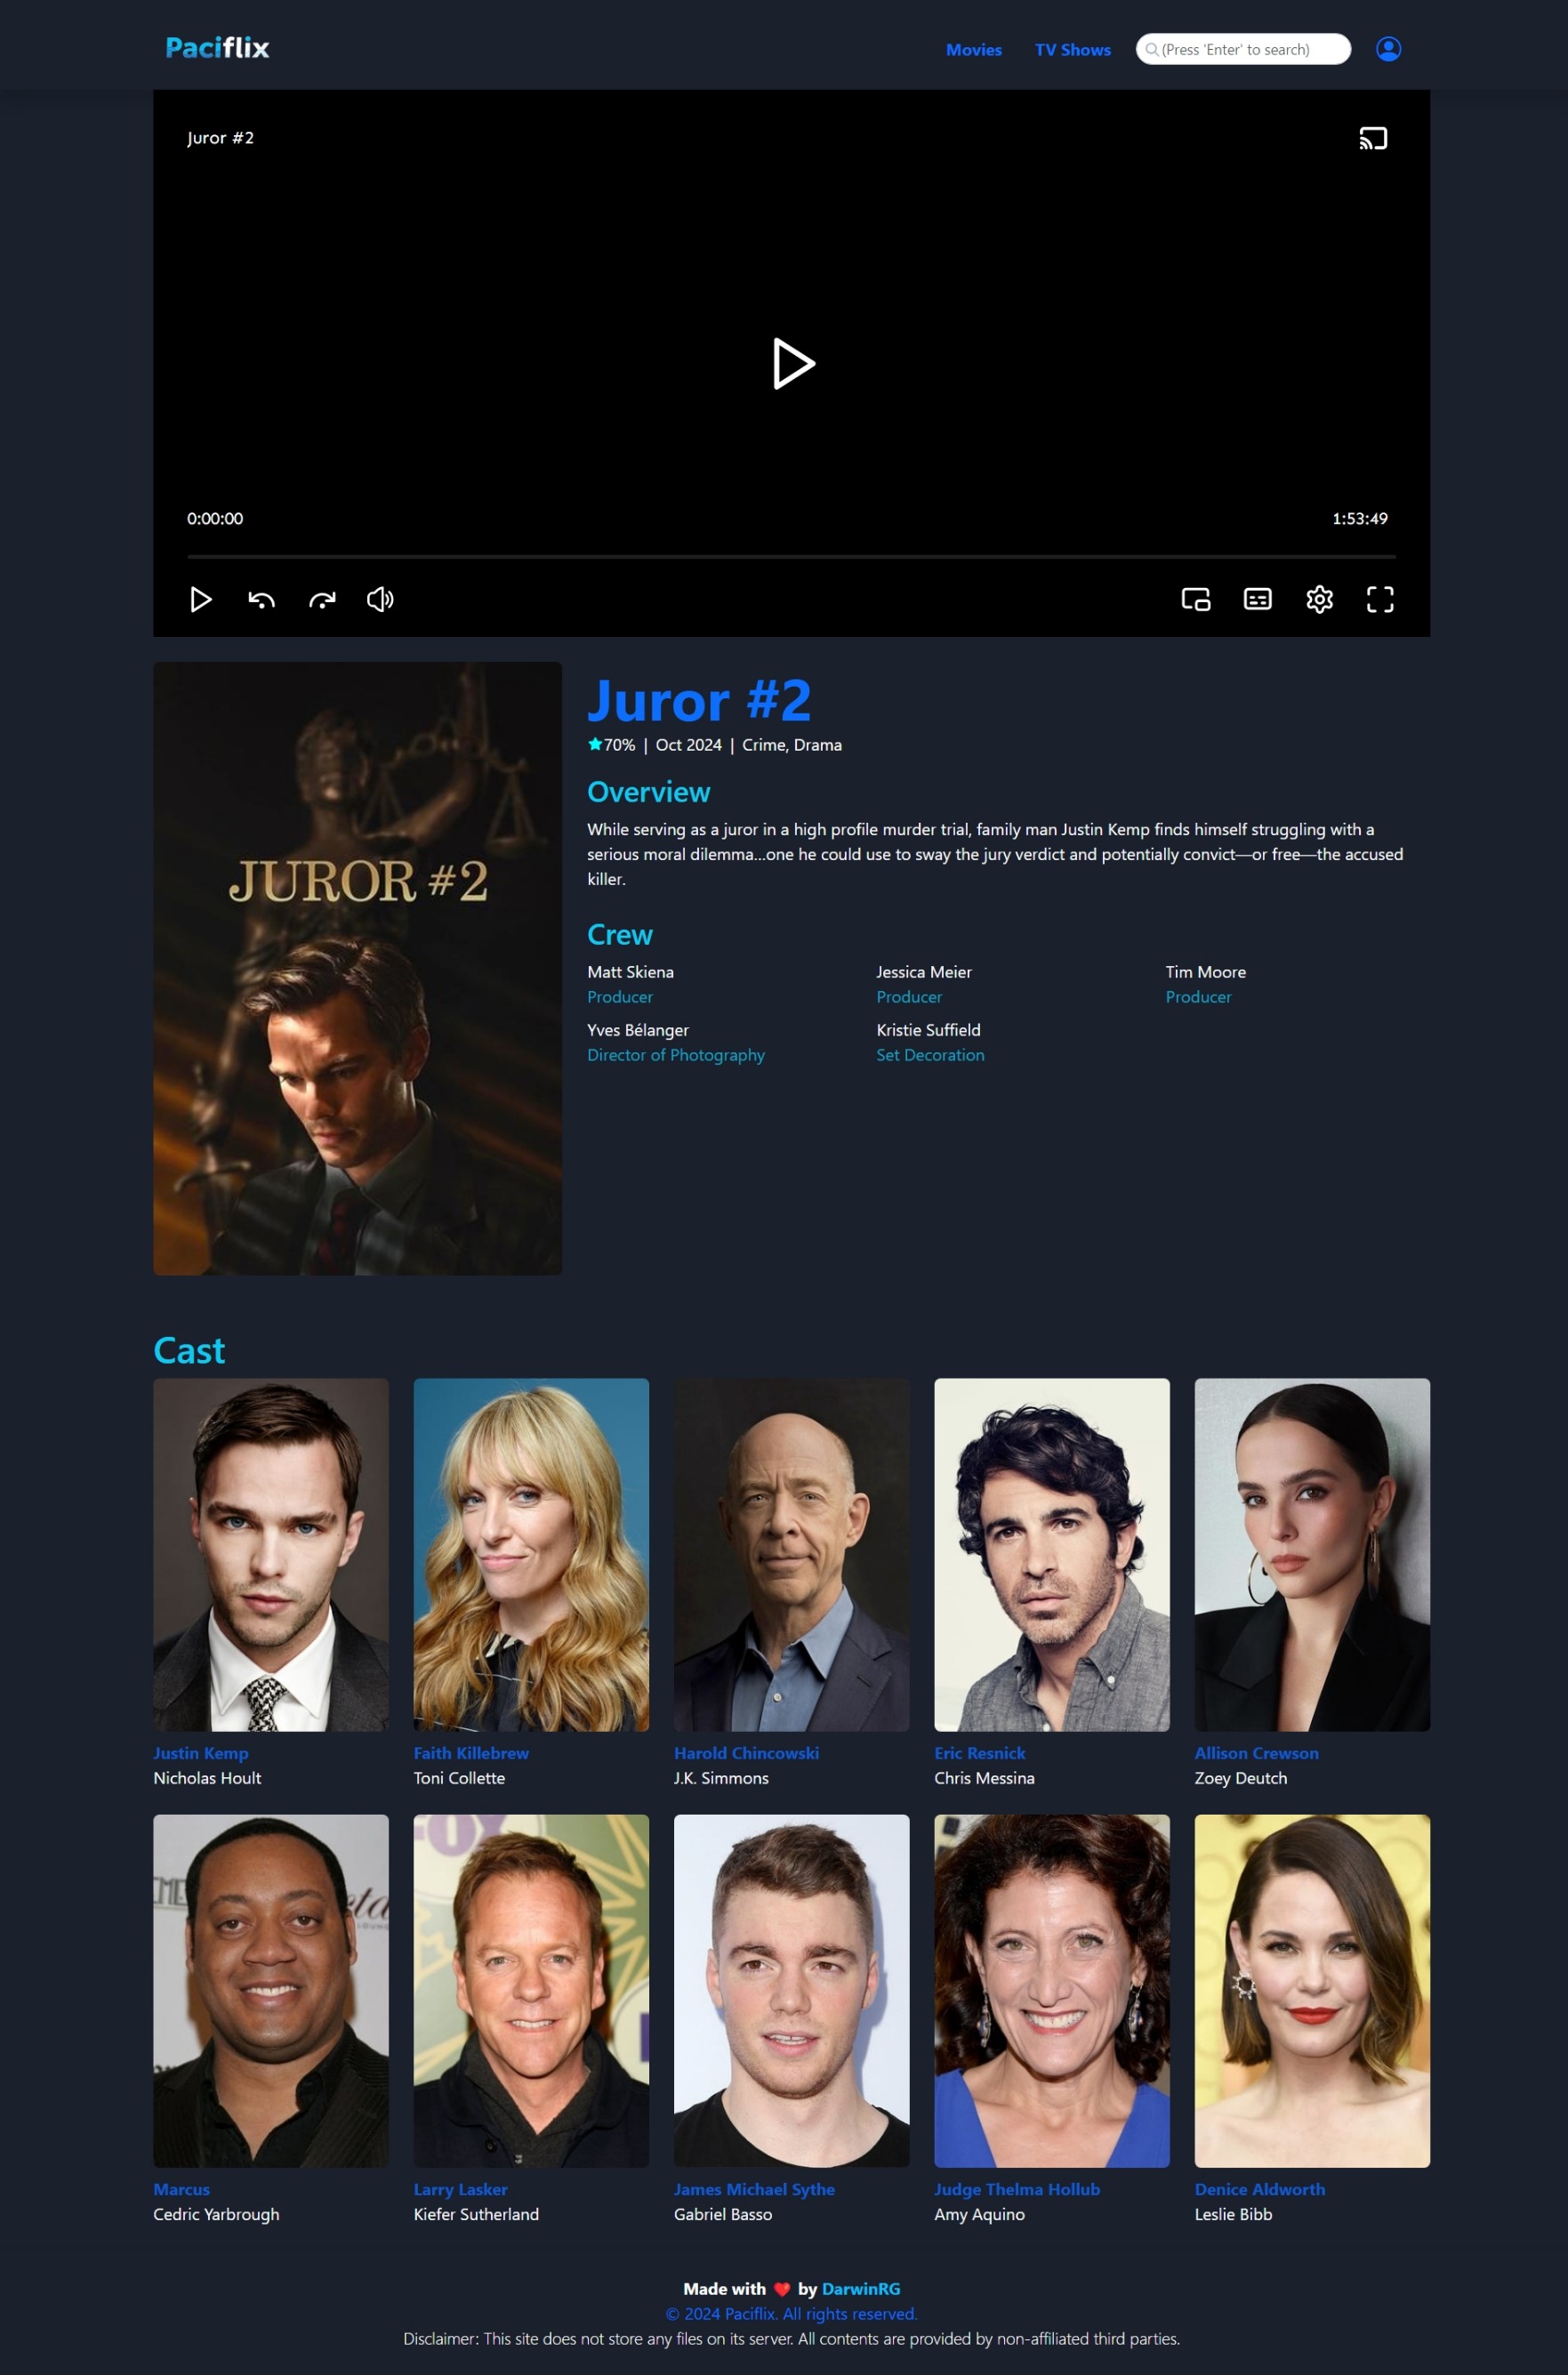 Paciflix
Movies
TV Shows
(Press 'Enter' to search)
Juror #2
0:00:00
1:53:49
JUROR #2
Juror #2
70% | Oct 2024 | Crime, Drama
Overview
While serving as a juror in a high profile murder trial, family man Justin Kemp finds himself struggling with a
serious moral dilemma...one he could use to sway the jury verdict and potentially convict—or free—the accused
killer.
Crew
Matt Skiena
Producer
Jessica Meier
Producer
Tim Moore
Producer
Yves Bélanger
Director of Photography
Kristie Suffield
Set Decoration
Cast
Justin Kemp
Nicholas Hoult
Faith Killebrew
Toni Collette
Harold Chincowski
J.K. Simmons
Eric Resnick
Chris Messina
Allison Crewson
Zoey Deutch
FOX
Marcus
Cedric Yarbrough
Larry Lasker
Kiefer Sutherland
James Michael Sythe
Gabriel Basso
Judge Thelma Hollub
Amy Aquino
Denice Aldworth
Leslie Bibb
Made with ❤️ by DarwinRG
© 2024 Paciflix. All rights reserved.
Disclaimer: This site does not store any files on its server. All contents are provided by non-affiliated third parties.